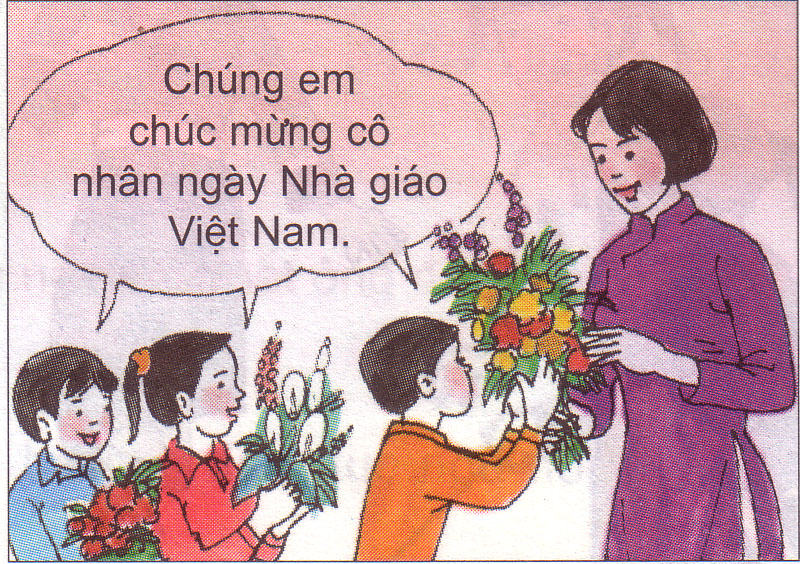 Chúng em
chúc mừng cô
nhân ngày Nhà giáo
Việt Nam.